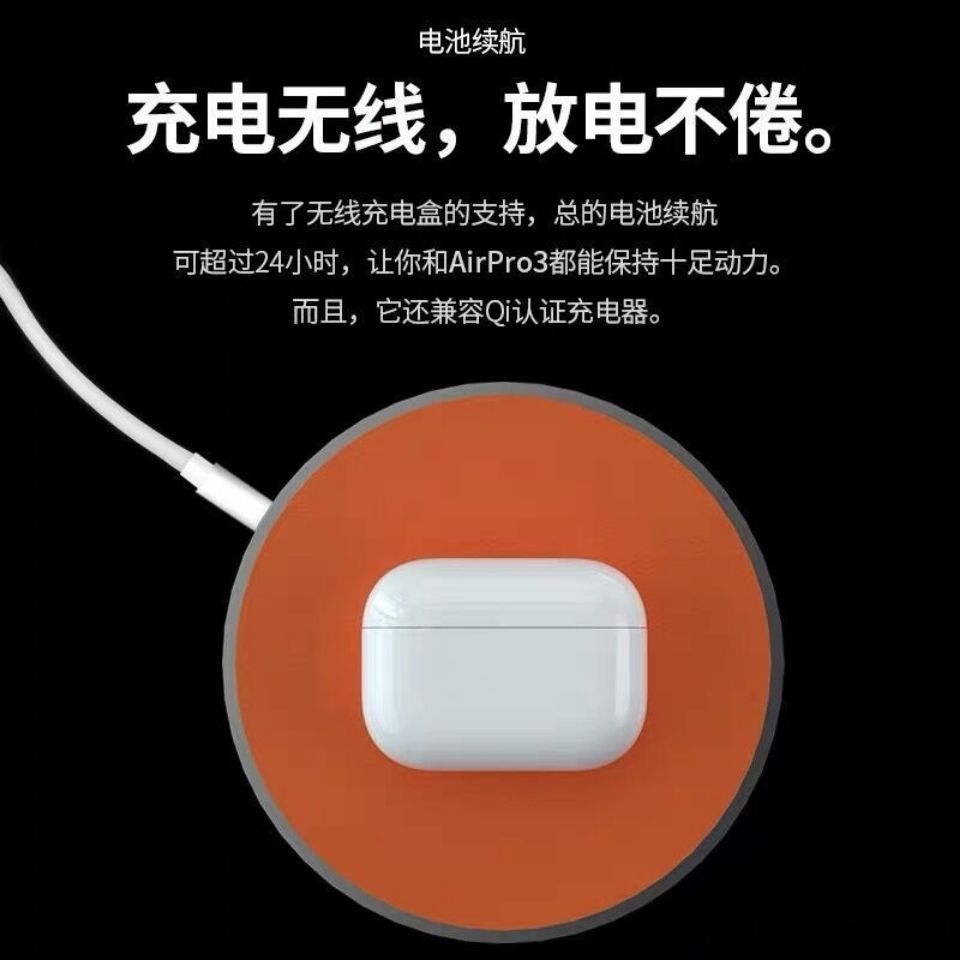 电池续航
充电无线，放电不倦。
有了无线充电盒的支持，总的电池续航
可超过24小时，让你和AirPro3都能保持十足动力。
而且，它还兼容Qi认证充电器。